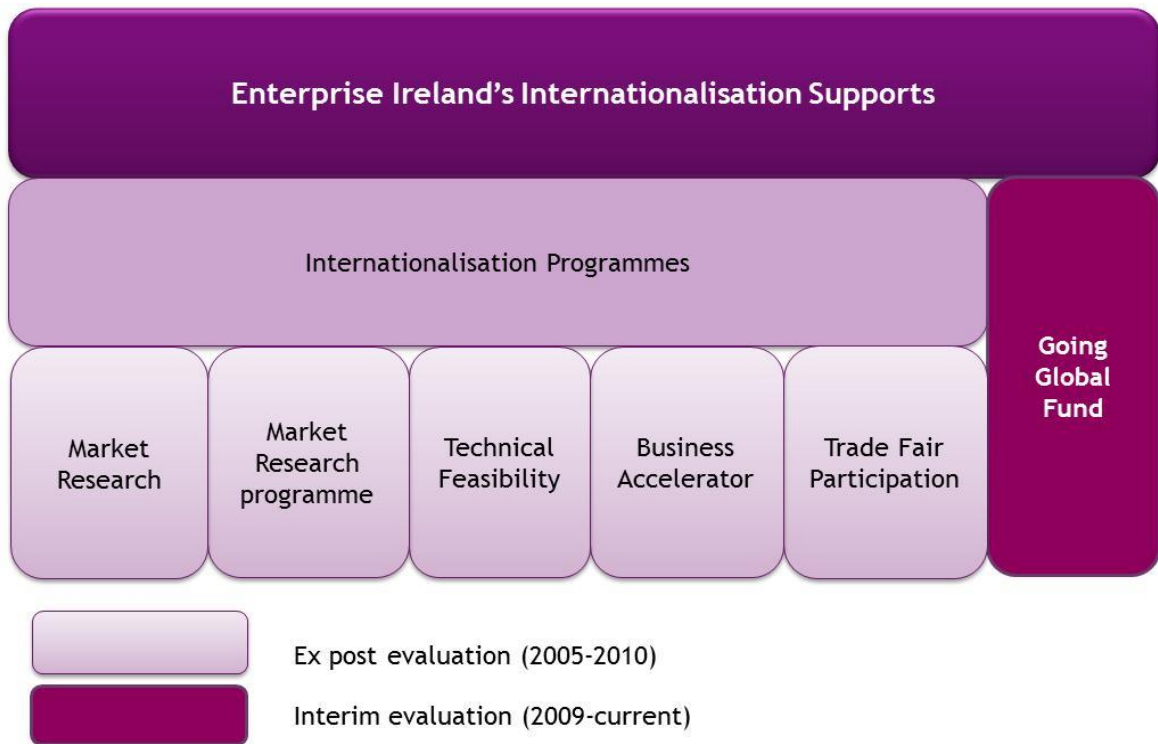 Enterprise Ireland's Internationalisation Supports
Internationalisation Programmes
Going
Global
Fund
Market
Research
Market
Research
programme
Technical
Feasibility
Business
Accelerator
Trade Fair
Participation
Ex post evaluation (2005-2010)
Interim evaluation (2009-current)